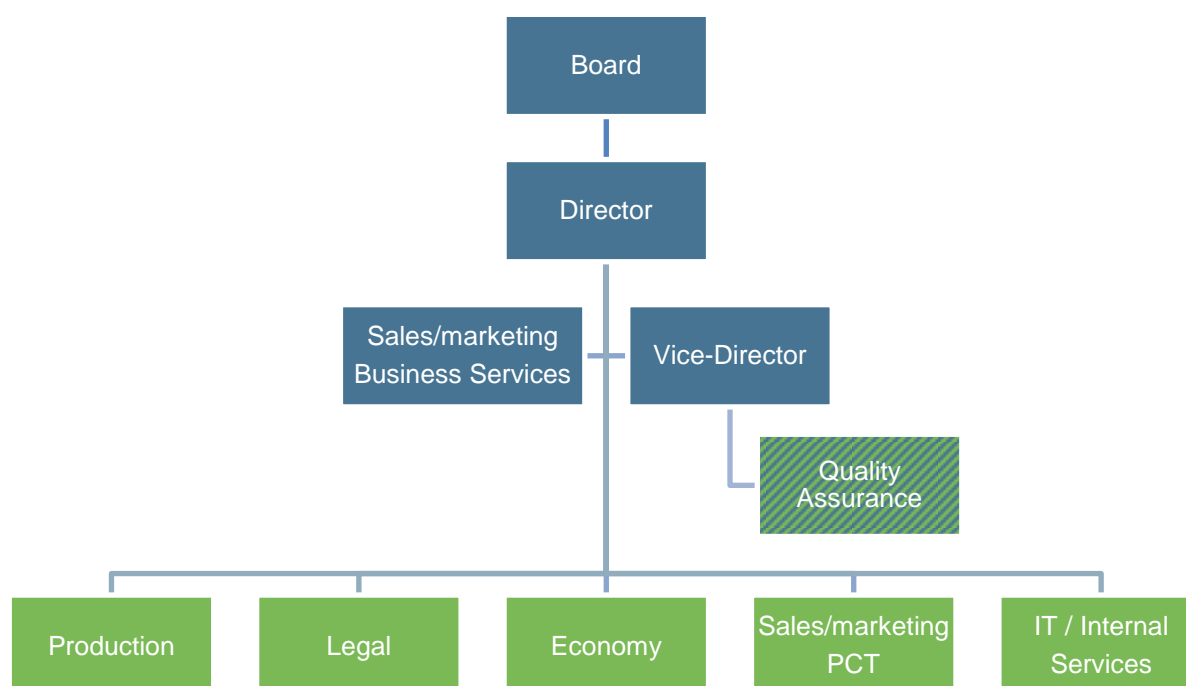 Board
Director
Sales/marketing
Business Services
Vice-Director
Quality
Assurance
Production
Legal
Economy
Sales/marketing
PCT
IT / Internal
Services